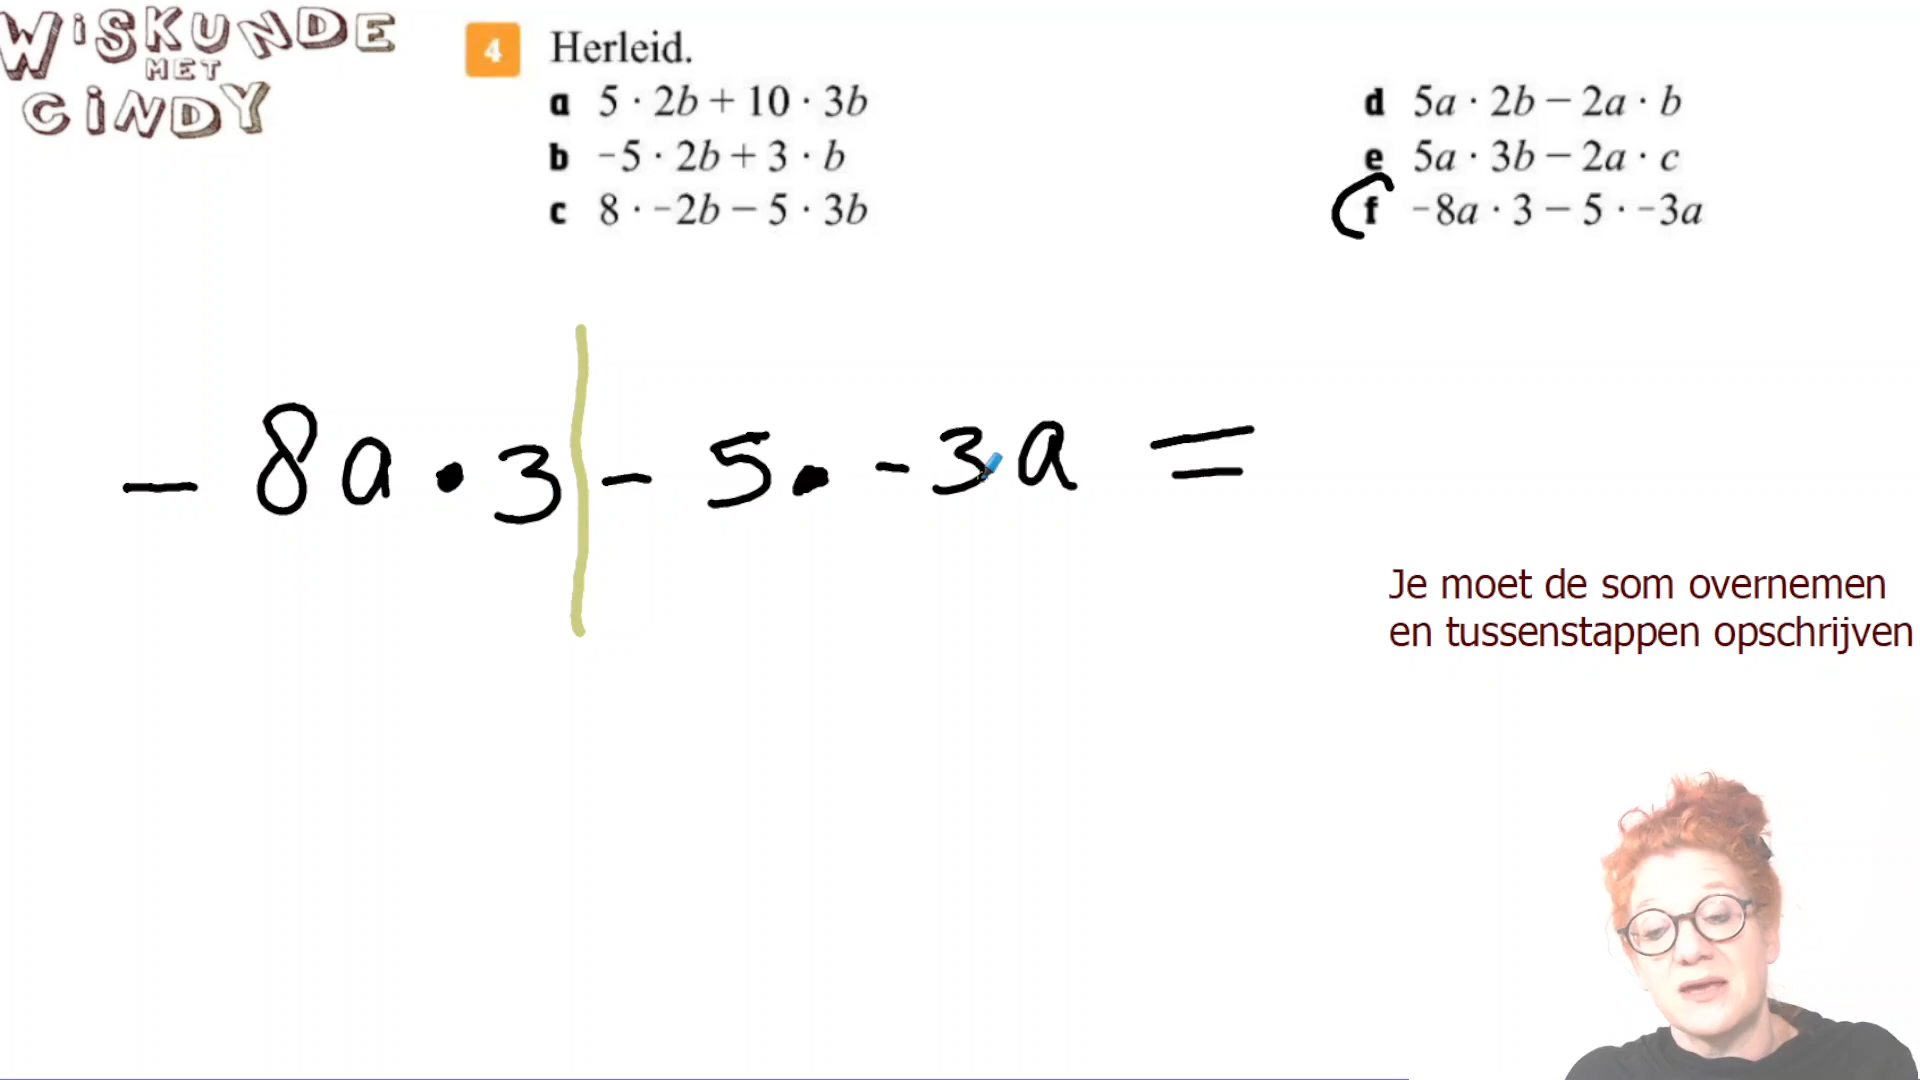 WiSKUNDE
MET
CiNDY
4 Herleid.
a 5 · 2b + 10 · 3b
b -5 · 2b + 3 · b
c 8 · -2b – 5 · 3b
d 5a · 2b – 2a · b
e 5a · 3b – 2a · c
f -8a · 3 – 5 · -3a
- 8a · 3 - 5 · -3a =
Je moet de som overnemen
en tussenstappen opschrijven